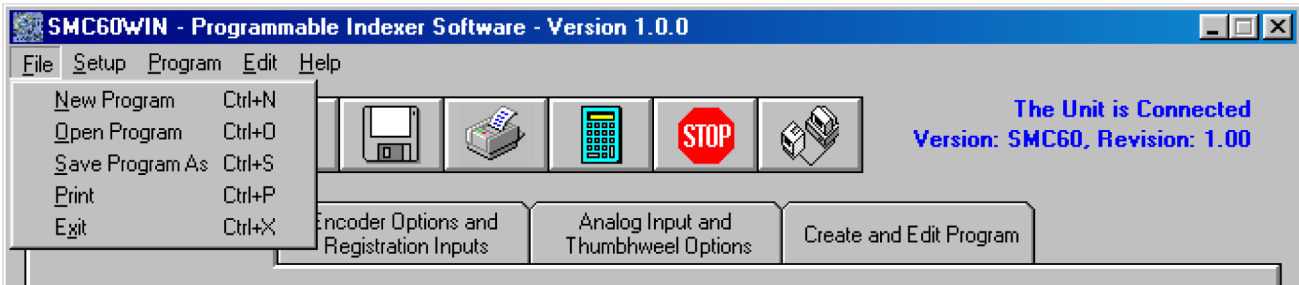 SMC60WIN - Programmable Indexer Software - Version 1.0.0
File Setup Program Edit Help
New Program Ctrl+N
Open Program Ctrl+O
Save Program As Ctrl+S
Print Ctrl+P
Exit Ctrl+X
STOP
The Unit is Connected
Version: SMC60, Revision: 1.00
Encoder Options and
Registration Inputs
Analog Input and
Thumbhweel Options
Create and Edit Program